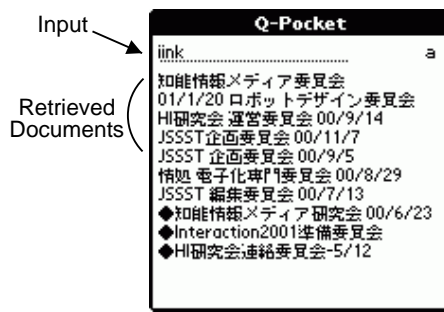 Q-Pocket
Input
iink a
Retrieved
Documents
知能情報メディア委員会
01/1/20 ロボットデザイン委員会
HI研究会 運営委員会 00/9/14
JSSST 企画委員会 00/11/7
JSSST 企画委員会 00/9/5
情処 電子化専門委員会 00/8/29
JSSST 編集委員会 00/7/13
◆知能情報メディア研究会 00/6/23
◆Interaction2001準備委員会
◆HI研究会連絡委員会-5/12